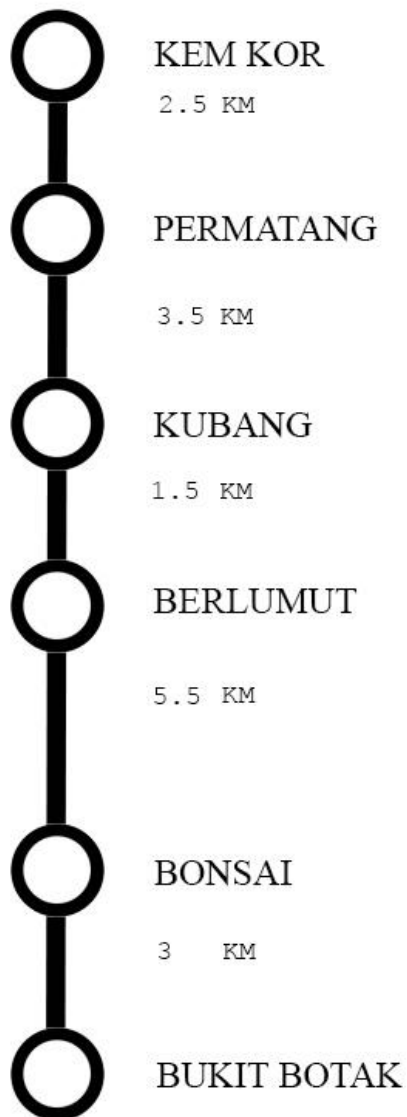 KEM KOR
2.5 KM
PERMATANG
3.5 KM
KUBANG
1.5 KM
BERLUMUT
5.5 KM
BONSAI
3 KM
BUKIT BOTAK